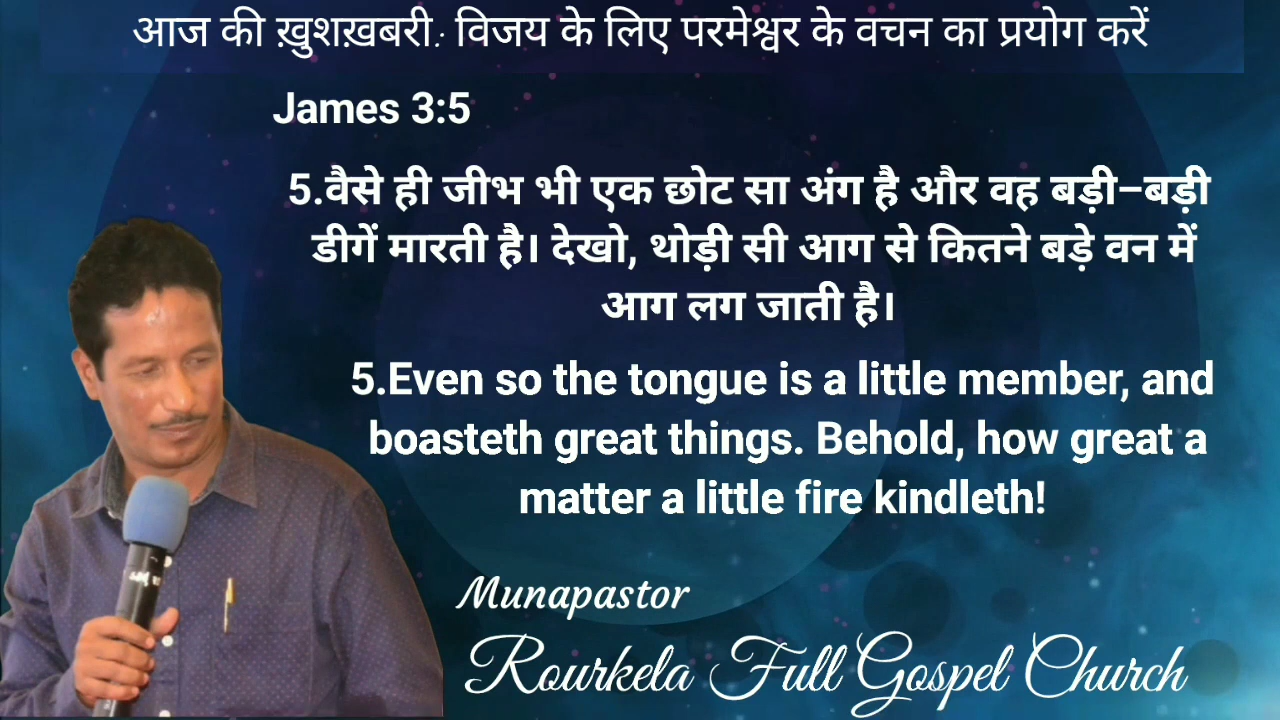 आज की ख़ुशख़बरी: विजय के लिए परमेश्वर के वचन का प्रयोग करें
James 3:5
5.वैसे ही जीभ भी एक छोट सा अंग है और वह बड़ी–बड़ी
डीगें मारती है। देखो, थोड़ी सी आग से कितने बड़े वन में
आग लग जाती है।
5.Even so the tongue is a little member, and
boasteth great things. Behold, how great a
matter a little fire kindleth!
Munapastor
Rourkela Full Gospel Church